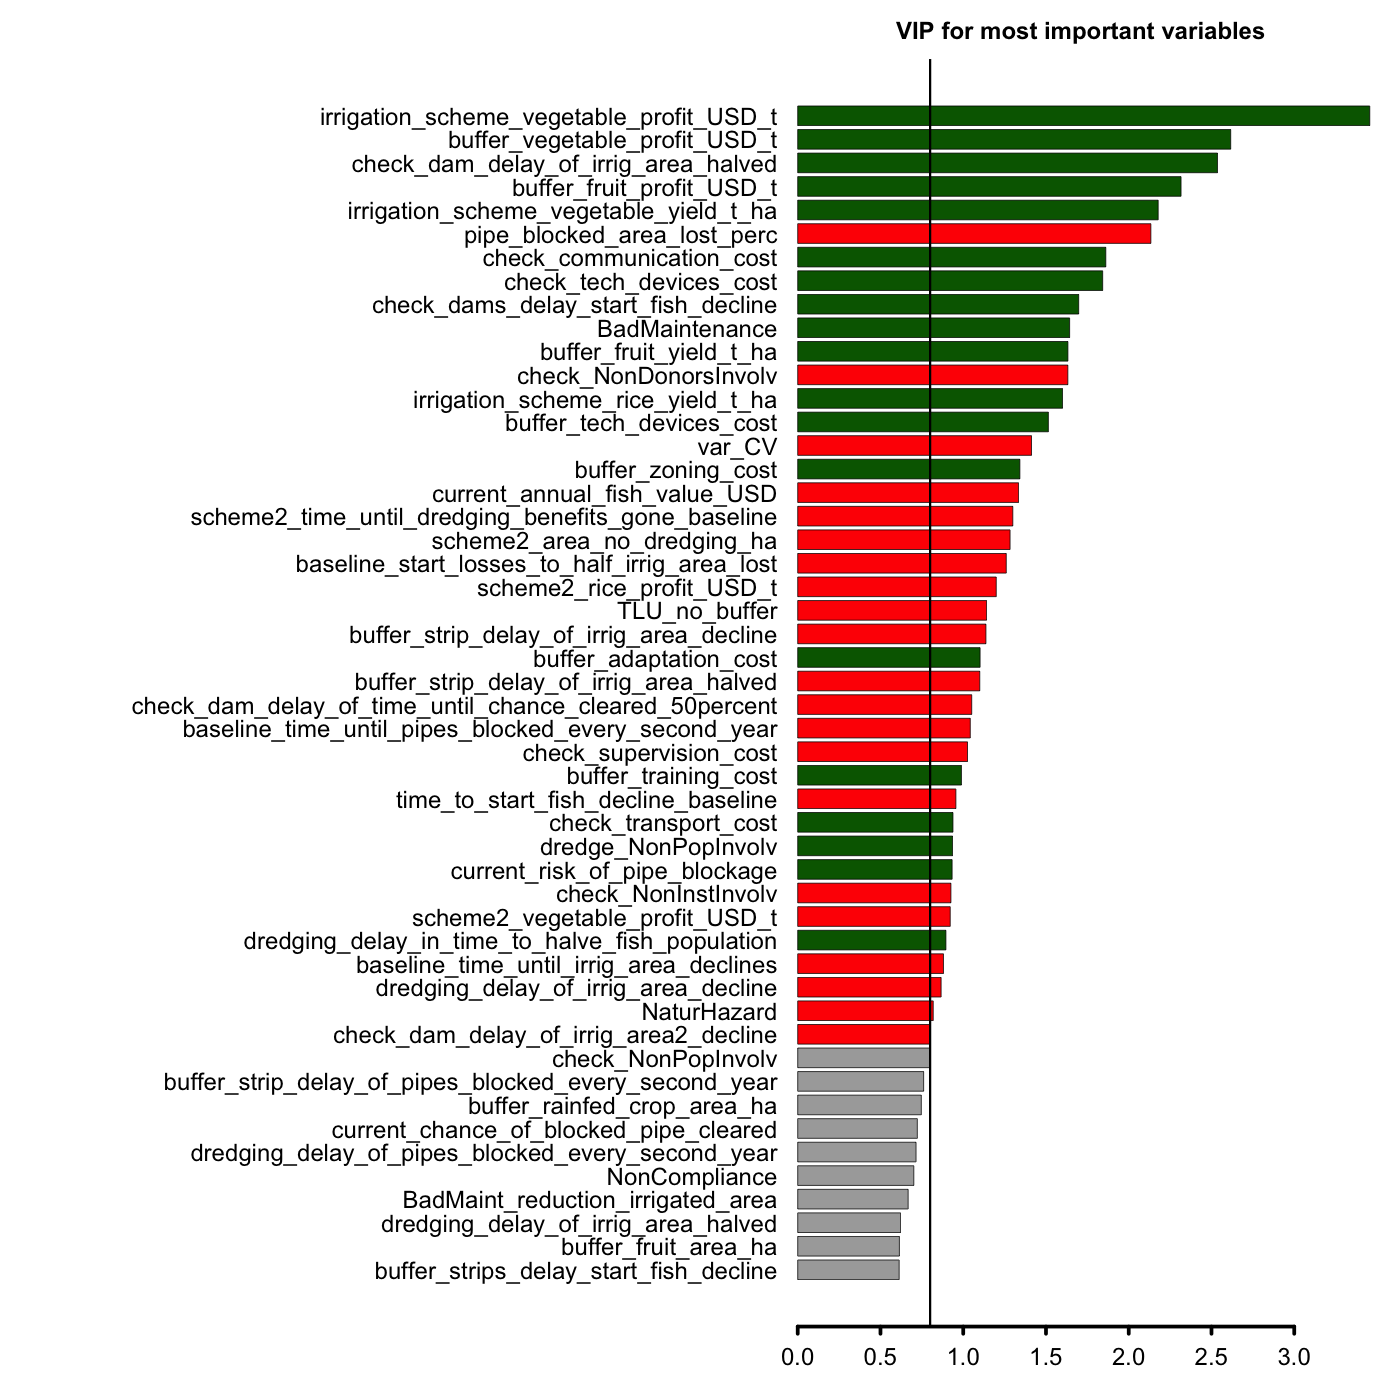 VIP for most important variables
irrigation_scheme_vegetable_profit_USD_t
buffer_vegetable_profit_USD_t
check_dam_delay_of_irrig_area_halved
buffer_fruit_profit_USD_t
irrigation_scheme_vegetable_yield_t_ha
pipe_blocked_area_lost_perc
check_communication_cost
check_tech_devices_cost
check_dams_delay_start_fish_decline
BadMaintenance
buffer_fruit_yield_t_ha
check_NonDonorsInvolv
irrigation_scheme_rice_yield_t_ha
buffer_tech_devices_cost
var_CV
buffer_zoning_cost
current_annual_fish_value_USD
scheme2_time_until_dredging_benefits_gone_baseline
scheme2_area_no_dredging_ha
baseline_start_losses_to_half_irrig_area_lost
scheme2_rice_profit_USD_t
TLU_no_buffer
buffer_strip_delay_of_irrig_area_decline
buffer_adaptation_cost
buffer_strip_delay_of_irrig_area_halved
check_dam_delay_of_time_until_chance_cleared_50percent
baseline_time_until_pipes_blocked_every_second_year
check_supervision_cost
buffer_training_cost
time_to_start_fish_decline_baseline
check_transport_cost
dredge_NonPopInvolv
current_risk_of_pipe_blockage
check_NonInstInvolv
scheme2_vegetable_profit_USD_t
dredging_delay_in_time_to_halve_fish_population
baseline_time_until_irrig_area_declines
dredging_delay_of_irrig_area_decline
NaturHazard
check_dam_delay_of_irrig_area2_decline
check_NonPopInvolv
buffer_strip_delay_of_pipes_blocked_every_second_year
buffer_rainfed_crop_area_ha
current_chance_of_blocked_pipe_cleared
dredging_delay_of_pipes_blocked_every_second_year
NonCompliance
BadMaint_reduction_irrigated_area
dredging_delay_of_irrig_area_halved
buffer_fruit_area_ha
buffer_strips_delay_start_fish_decline
0.0 0.5 1.0 1.5 2.0 2.5 3.0